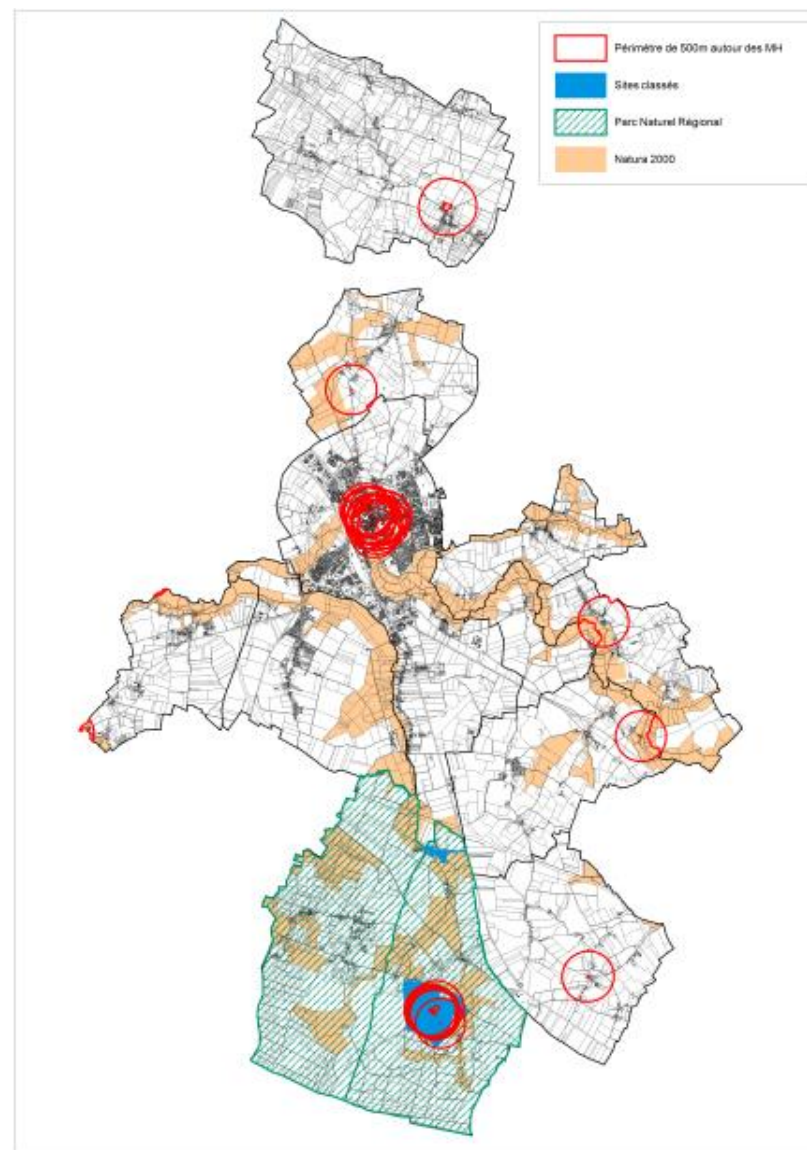 Périmètre de 500m autour des MH
Sites classés
Parc Naturel Régional
Natura 2000